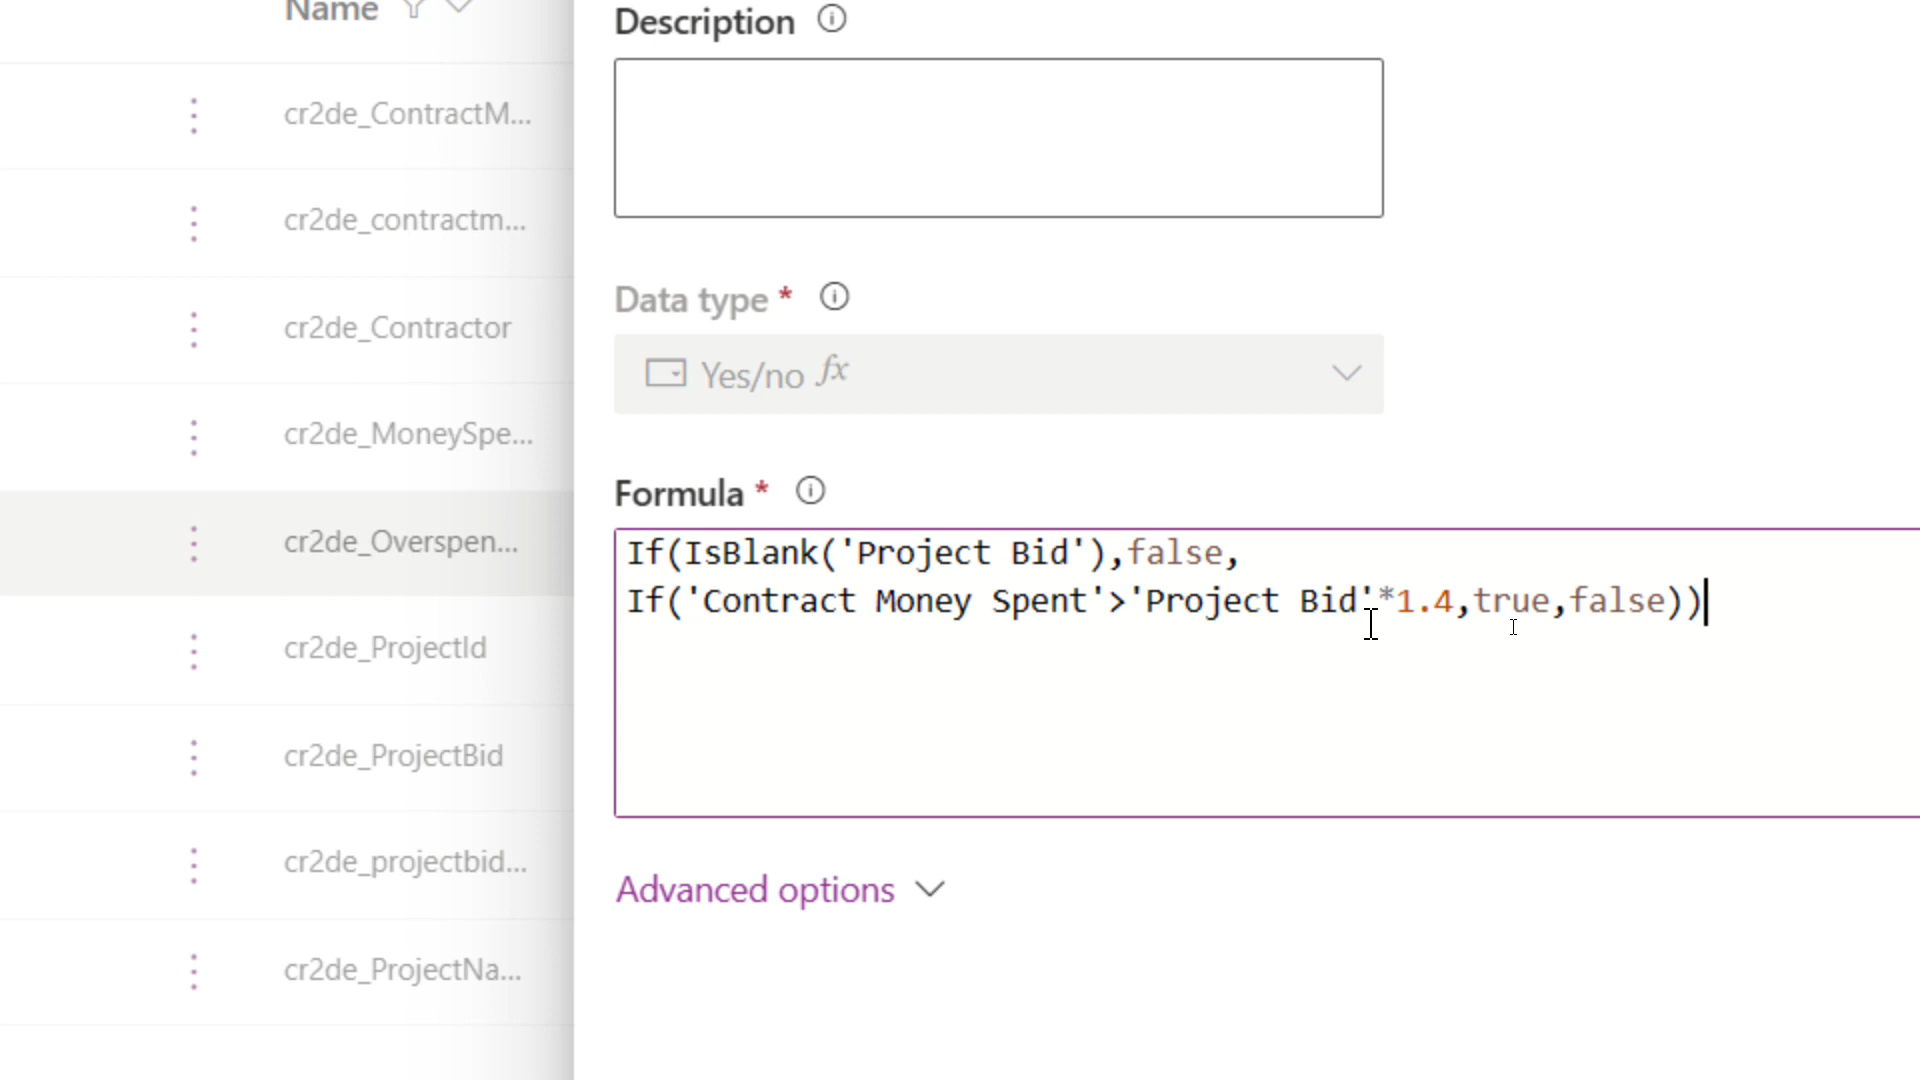 Name
cr2de_ContractM...
cr2de_contractm...
cr2de_Contractor
cr2de_MoneySpe...
cr2de_Overspen...
cr2de_ProjectId
cr2de_ProjectBid
cr2de_projectbid...
cr2de_ProjectNa...
Description
Data type *
Yes/no fx
Formula *
If(IsBlank('Project Bid'),false,
If('Contract Money Spent'>'Project Bid'*1.4,true,false))
Advanced options